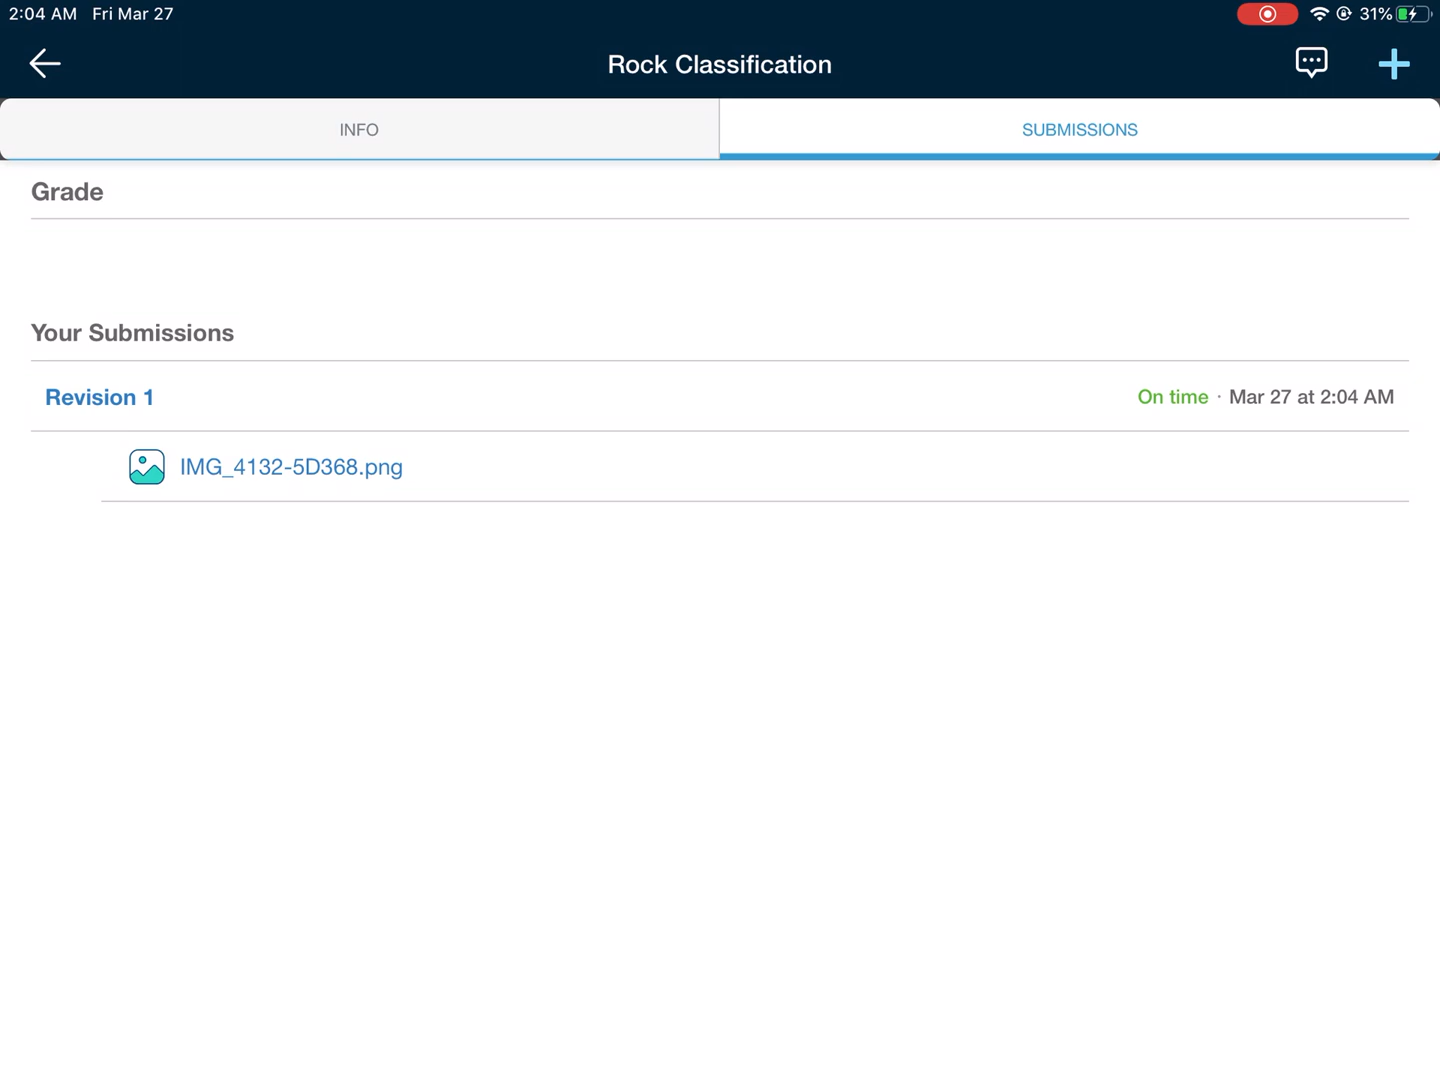 2:04 AM Fri Mar 27
31%
Rock Classification
INFO
SUBMISSIONS
Grade
Your Submissions
Revision 1
On time · Mar 27 at 2:04 AM
IMG_4132-5D368.png